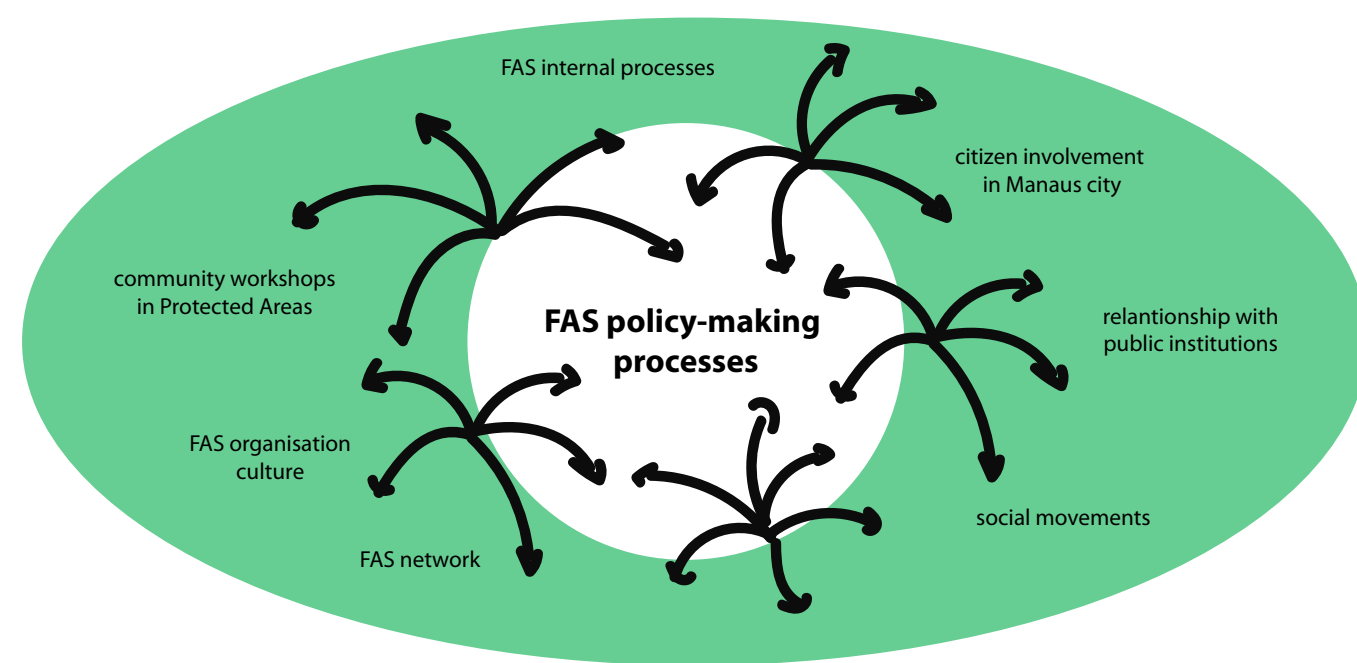 FAS internal processes
citizen involvement
in Manaus city
community workshops
in Protected Areas
FAS policy-making
processes
relantionship with
public institutions
FAS organisation
culture
social movements
FAS network